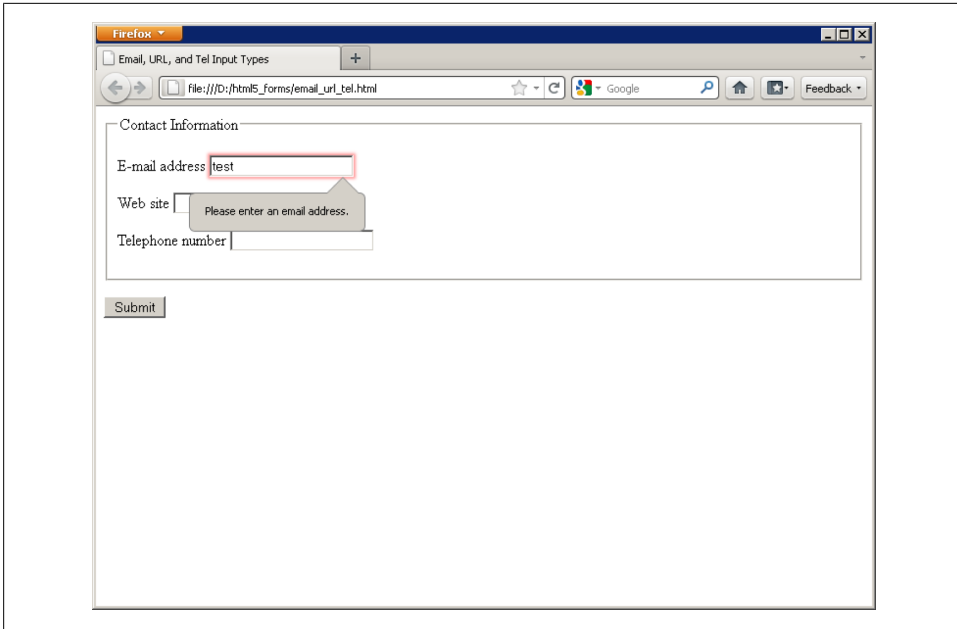 Firefox
Email, URL, and Tel Input Types
file:///D:/html5_forms/email_url_tel.html
Google
Feedback
Contact Information
E-mail address test
Web site
Please enter an email address.
Telephone number
Submit